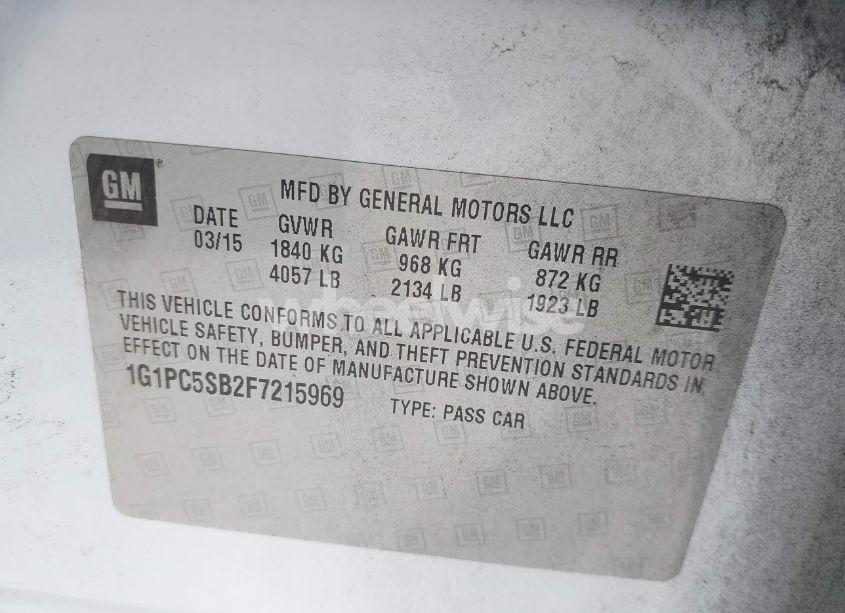 GM®
MFD BY GENERAL MOTORS LLC
DATE GVWR GAWR FRT GAWR RR
03/15 1840 KG 968 KG 872 KG
4057 LB 2134 LB 1923 LB
THIS VEHICLE CONFORMS TO ALL APPLICABLE U.S. FEDERAL MOTOR
VEHICLE SAFETY, BUMPER, AND THEFT PREVENTION STANDARDS IN
EFFECT ON THE DATE OF MANUFACTURE SHOWN ABOVE.
1G1PC5SB2F7215969 TYPE: PASS CAR
wheelwise